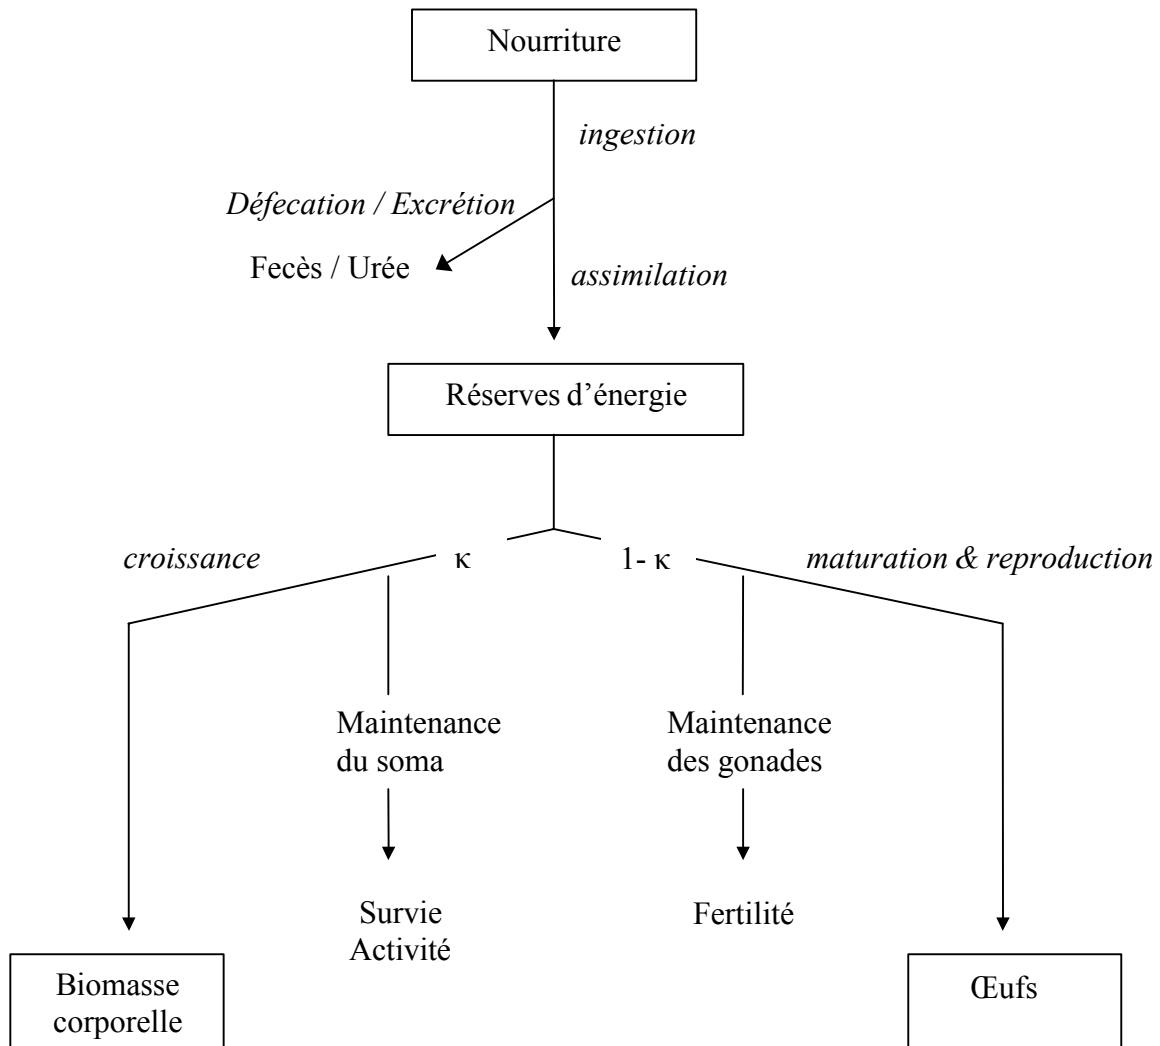 Nourriture
ingestion
Défecation / Excrétion
Fecès / Urée
assimilation
Réserves d’énergie
croissance
κ
1- κ
maturation & reproduction
Maintenance
du soma
Maintenance
des gonades
Survie
Activité
Fertilité
Biomasse
corporelle
Œufs